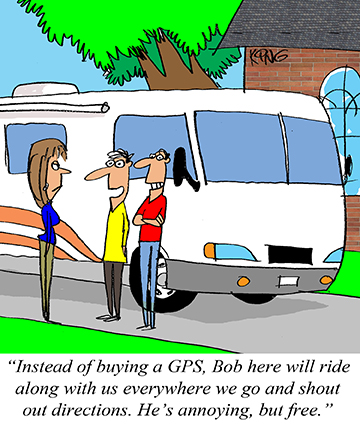 “Instead of buying a GPS, Bob here will ride
along with us everywhere we go and shout
out directions. He’s annoying, but free.”